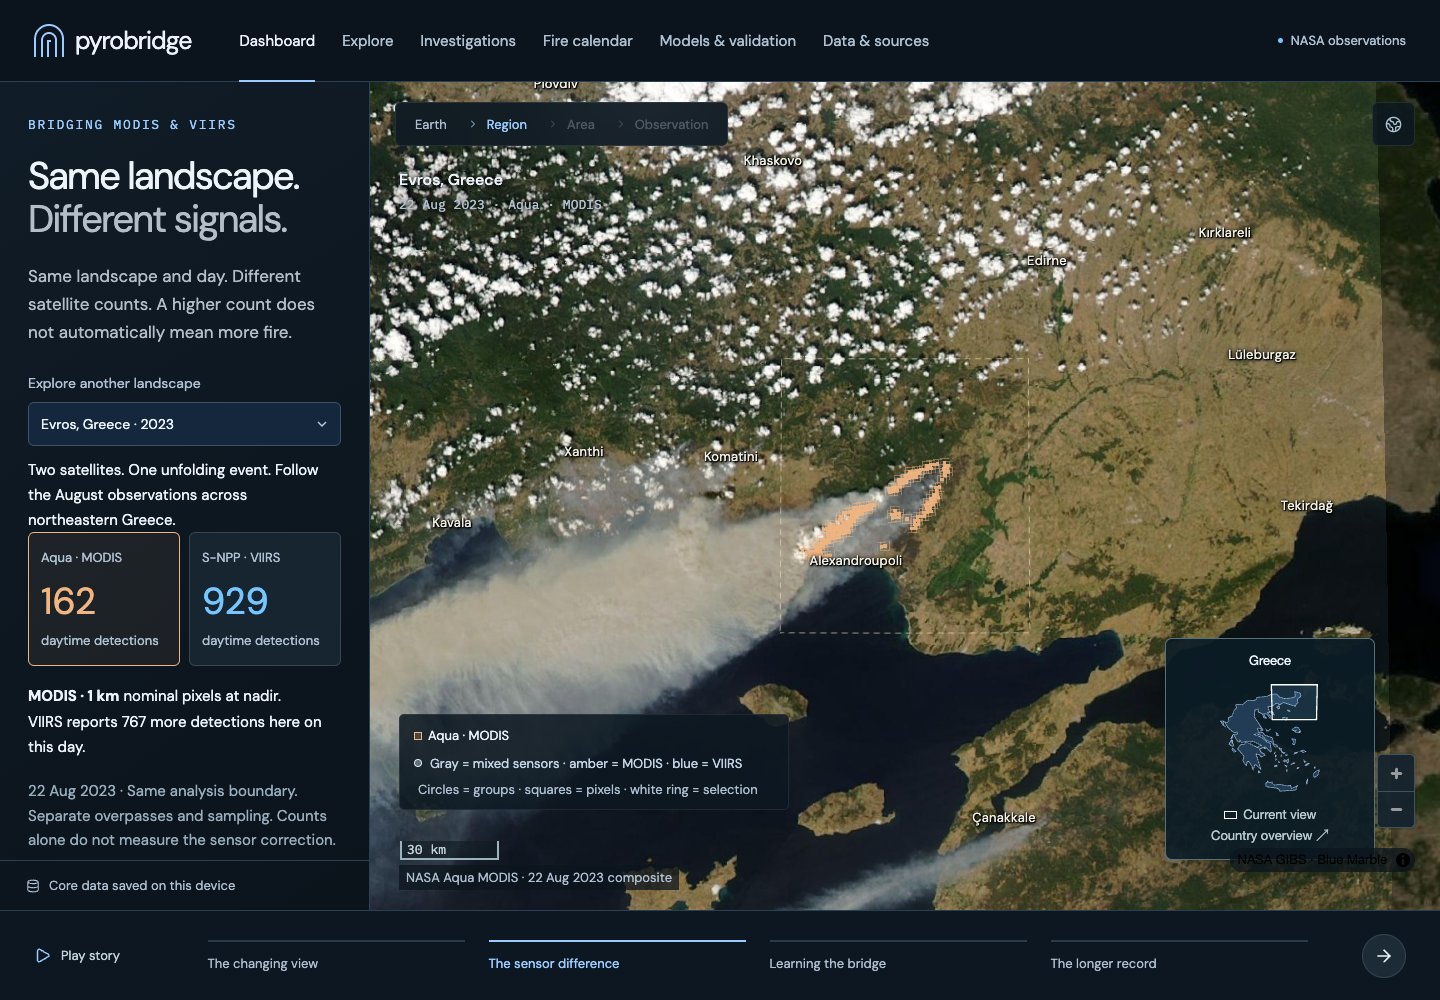 pyrobridge
Dashboard
Explore
Investigations
Fire calendar
Models & validation
Data & sources
NASA observations
BRIDGING MODIS & VIIRS
Same landscape.
Different signals.
Same landscape and day. Different
satellite counts. A higher count does
not automatically mean more fire.
Explore another landscape
Evros, Greece · 2023
Two satellites. One unfolding event. Follow
the August observations across
northeastern Greece.
Aqua · MODIS
162
daytime detections
S-NPP · VIIRS
929
daytime detections
MODIS · 1 km nominal pixels at nadir.
VIIRS reports 767 more detections here on
this day.
22 Aug 2023 · Same analysis boundary.
Separate overpasses and sampling. Counts
alone do not measure the sensor correction.
Core data saved on this device
Plovdiv
Earth › Region › Area › Observation
Evros, Greece
22 Aug 2023 · Aqua · MODIS
Khaskovo
Kırklareli
Edirne
Lüleburgaz
Xanthi
Komatini
Kavala
Tekirdağ
Alexandroupoli
Çanakkale
Aqua · MODIS
Gray = mixed sensors · amber = MODIS · blue = VIIRS
Circles = groups · squares = pixels · white ring = selection
30 km
NASA Aqua MODIS · 22 Aug 2023 composite
Greece
Current view
Country overview ↗
+
−
NASA GIBS · Blue Marble
Play story
The changing view
The sensor difference
Learning the bridge
The longer record